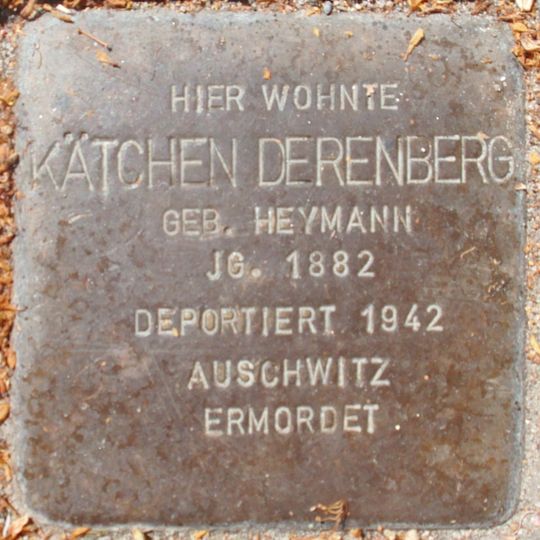 HIER WOHNTE
KÄTCHEN DERENBERG
GEB. HEYMANN
JG. 1882
DEPORTIERT 1942
AUSCHWITZ
ERMORDET